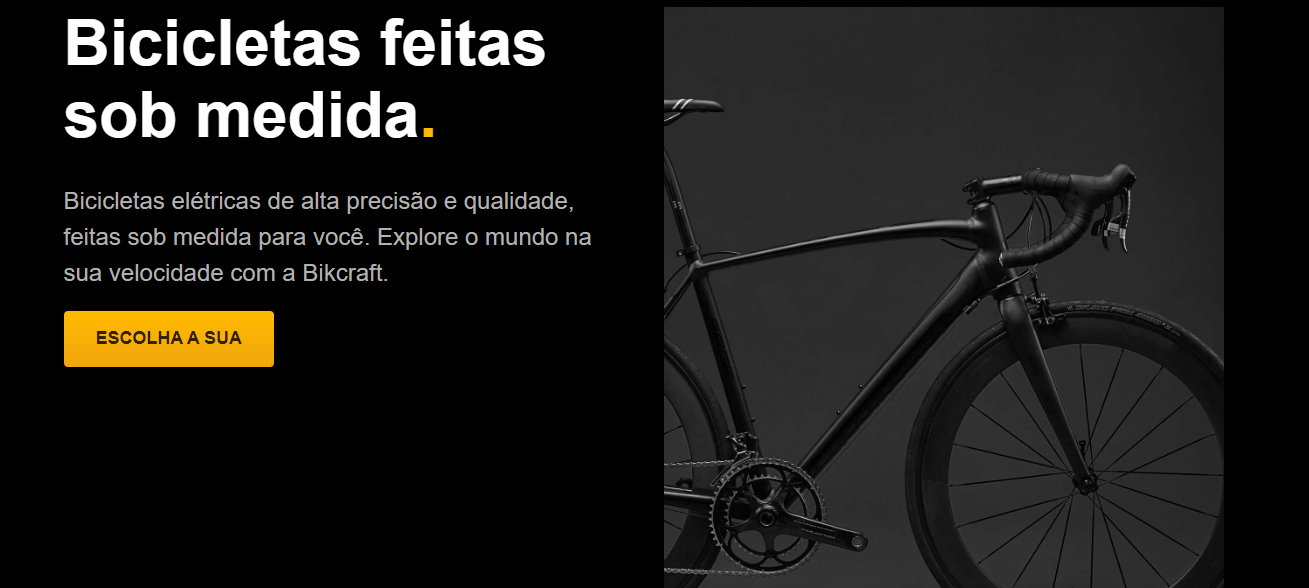 Bicicletas feitas
sob medida.
Bicicletas elétricas de alta precisão e qualidade,
feitas sob medida para você. Explore o mundo na
sua velocidade com a Bikcraft.
ESCOLHA A SUA